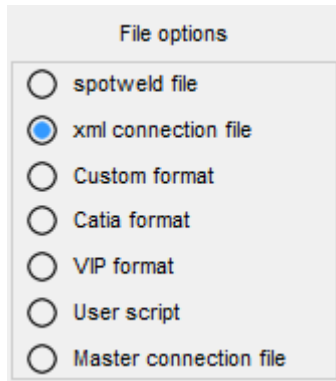 File options
spotweld file
xml connection file
Custom format
Catia format
VIP format
User script
Master connection file